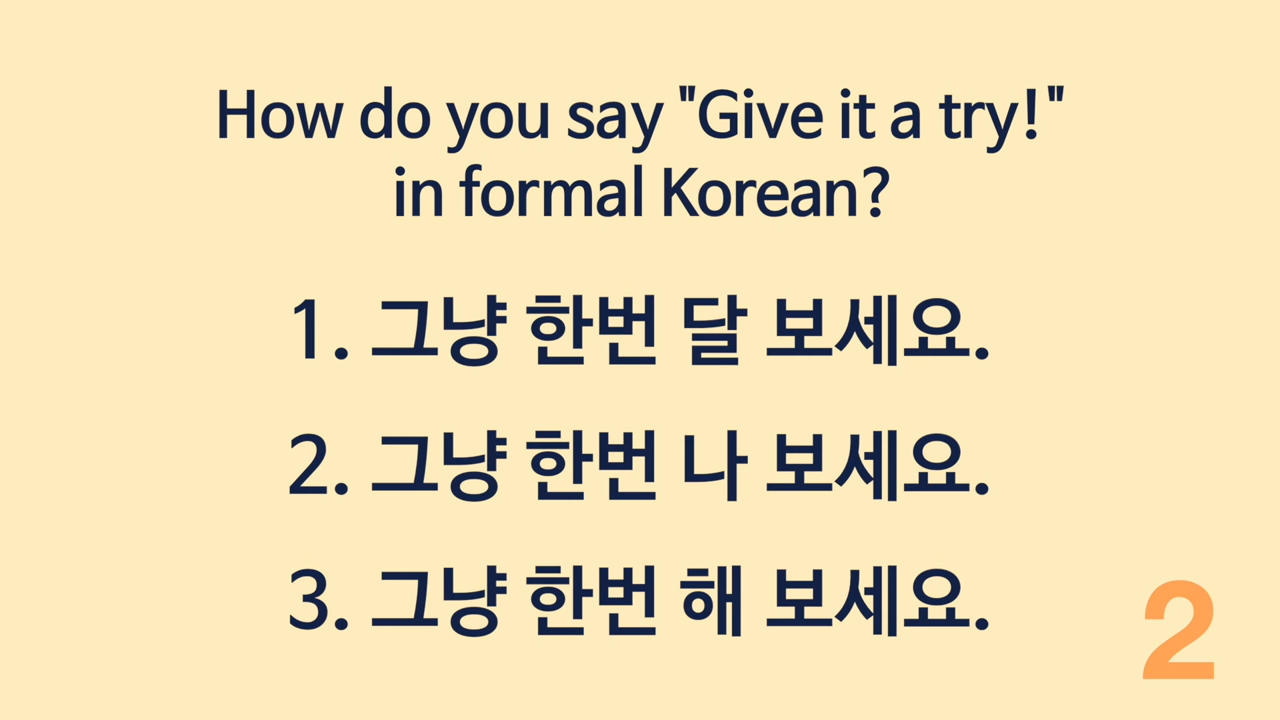 How do you say "Give it a try!"
in formal Korean?
1. 그냥 한번 달 보세요.
2. 그냥 한번 나 보세요.
3. 그냥 한번 해 보세요.
2